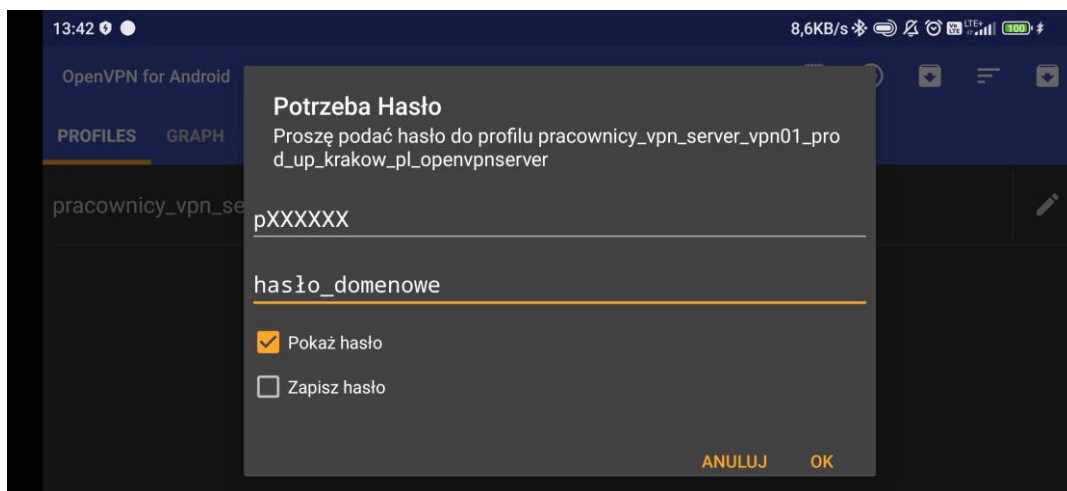 13:42
8,6KB/s
LTE+
100
OpenVPN for Android
PROFILES GRAPH
pracownicy_vpn_se
Potrzeba Hasło
Proszę podać hasło do profilu pracownicy_vpn_server_vpn01_pro
d_up_krakow_pl_openvpnserver
pXXXXXX
hasło_domenowe
Pokaż hasło
Zapisz hasło
ANULUJ OK